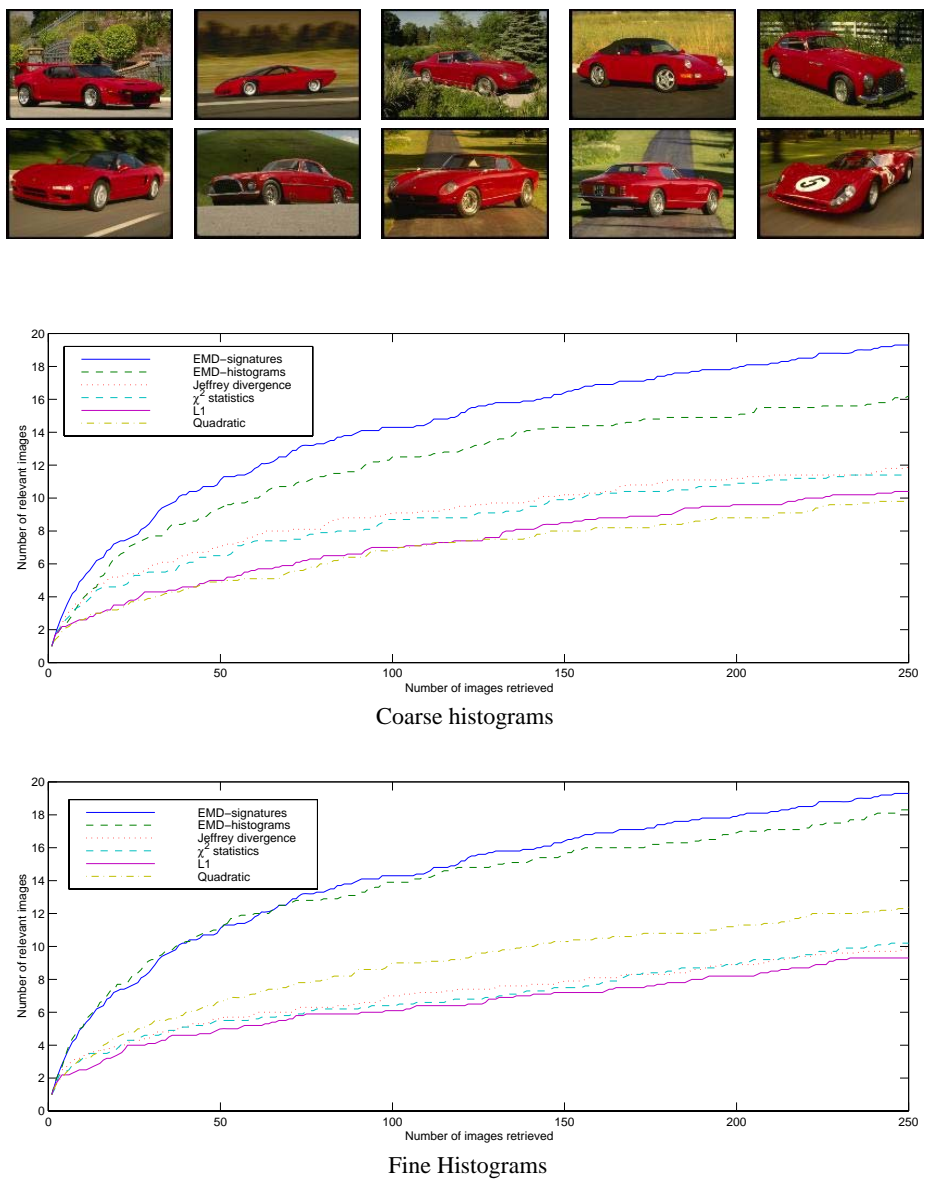 5
20
18
16
14
12
10
8
6
4
2
0
Number of relevant images
EMD−signatures
EMD−histograms
Jeffrey divergence
χ² statistics
L1
Quadratic
0 50 100 150 200 250
Number of images retrieved
Coarse histograms
20
18
16
14
12
10
8
6
4
2
0
Number of relevant images
EMD−signatures
EMD−histograms
Jeffrey divergence
χ² statistics
L1
Quadratic
0 50 100 150 200 250
Number of images retrieved
Fine Histograms